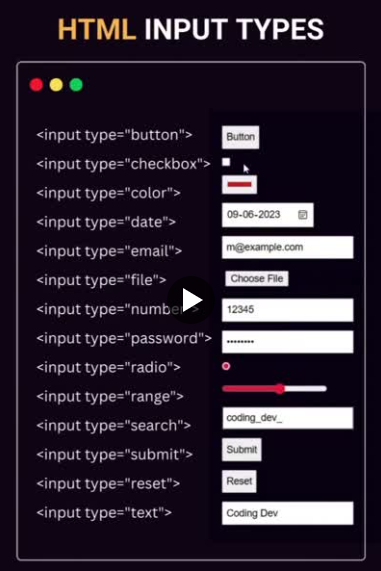 HTML INPUT TYPES
<input type="button"> Button
<input type="checkbox">
<input type="color">
<input type="date"> 09-06-2023
<input type="email"> m@example.com
<input type="file"> Choose File
<input type="number"> 12345
<input type="password"> ••••••••
<input type="radio">
<input type="range">
<input type="search"> coding_dev_
<input type="submit"> Submit
<input type="reset"> Reset
<input type="text"> Coding Dev